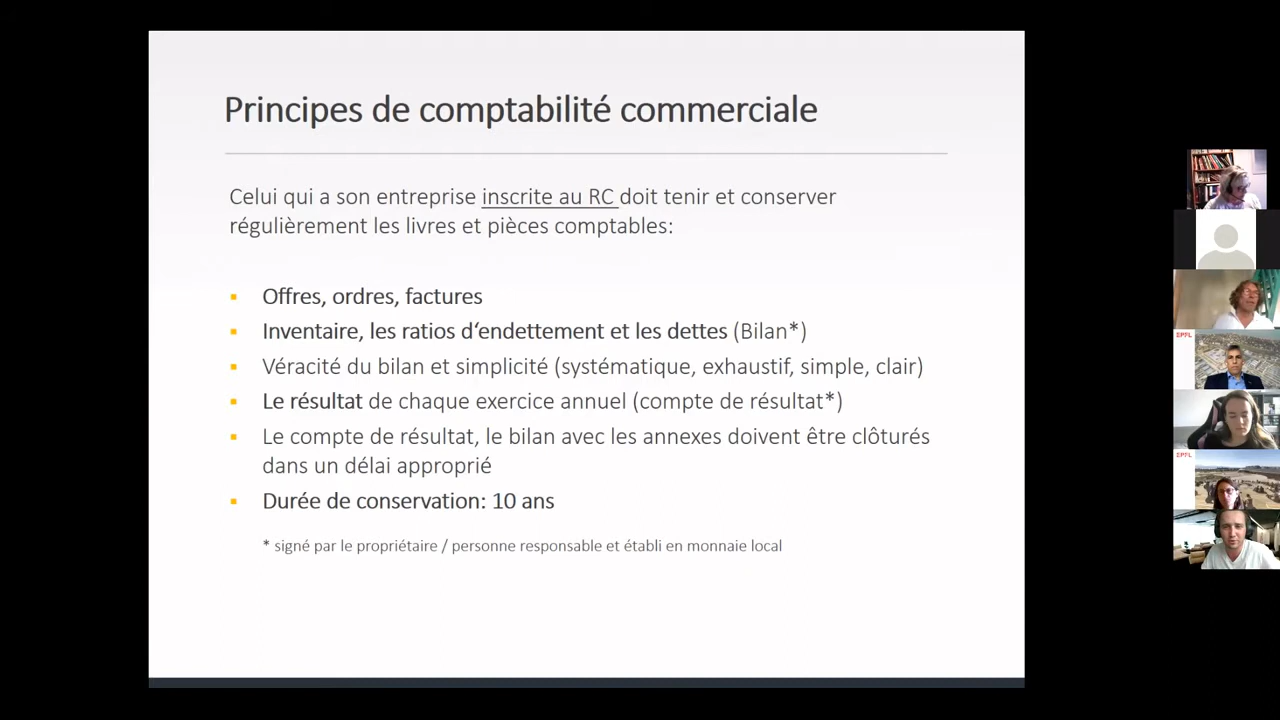 Principes de comptabilité commerciale
Celui qui a son entreprise inscrite au RC doit tenir et conserver
régulièrement les livres et pièces comptables:
▪ Offres, ordres, factures
▪ Inventaire, les ratios d‘endettement et les dettes (Bilan*)
▪ Véracité du bilan et simplicité (systématique, exhaustif, simple, clair)
▪ Le résultat de chaque exercice annuel (compte de résultat*)
▪ Le compte de résultat, le bilan avec les annexes doivent être clôturés
dans un délai approprié
▪ Durée de conservation: 10 ans
* signé par le propriétaire / personne responsable et établi en monnaie local
EPFL
EPFL